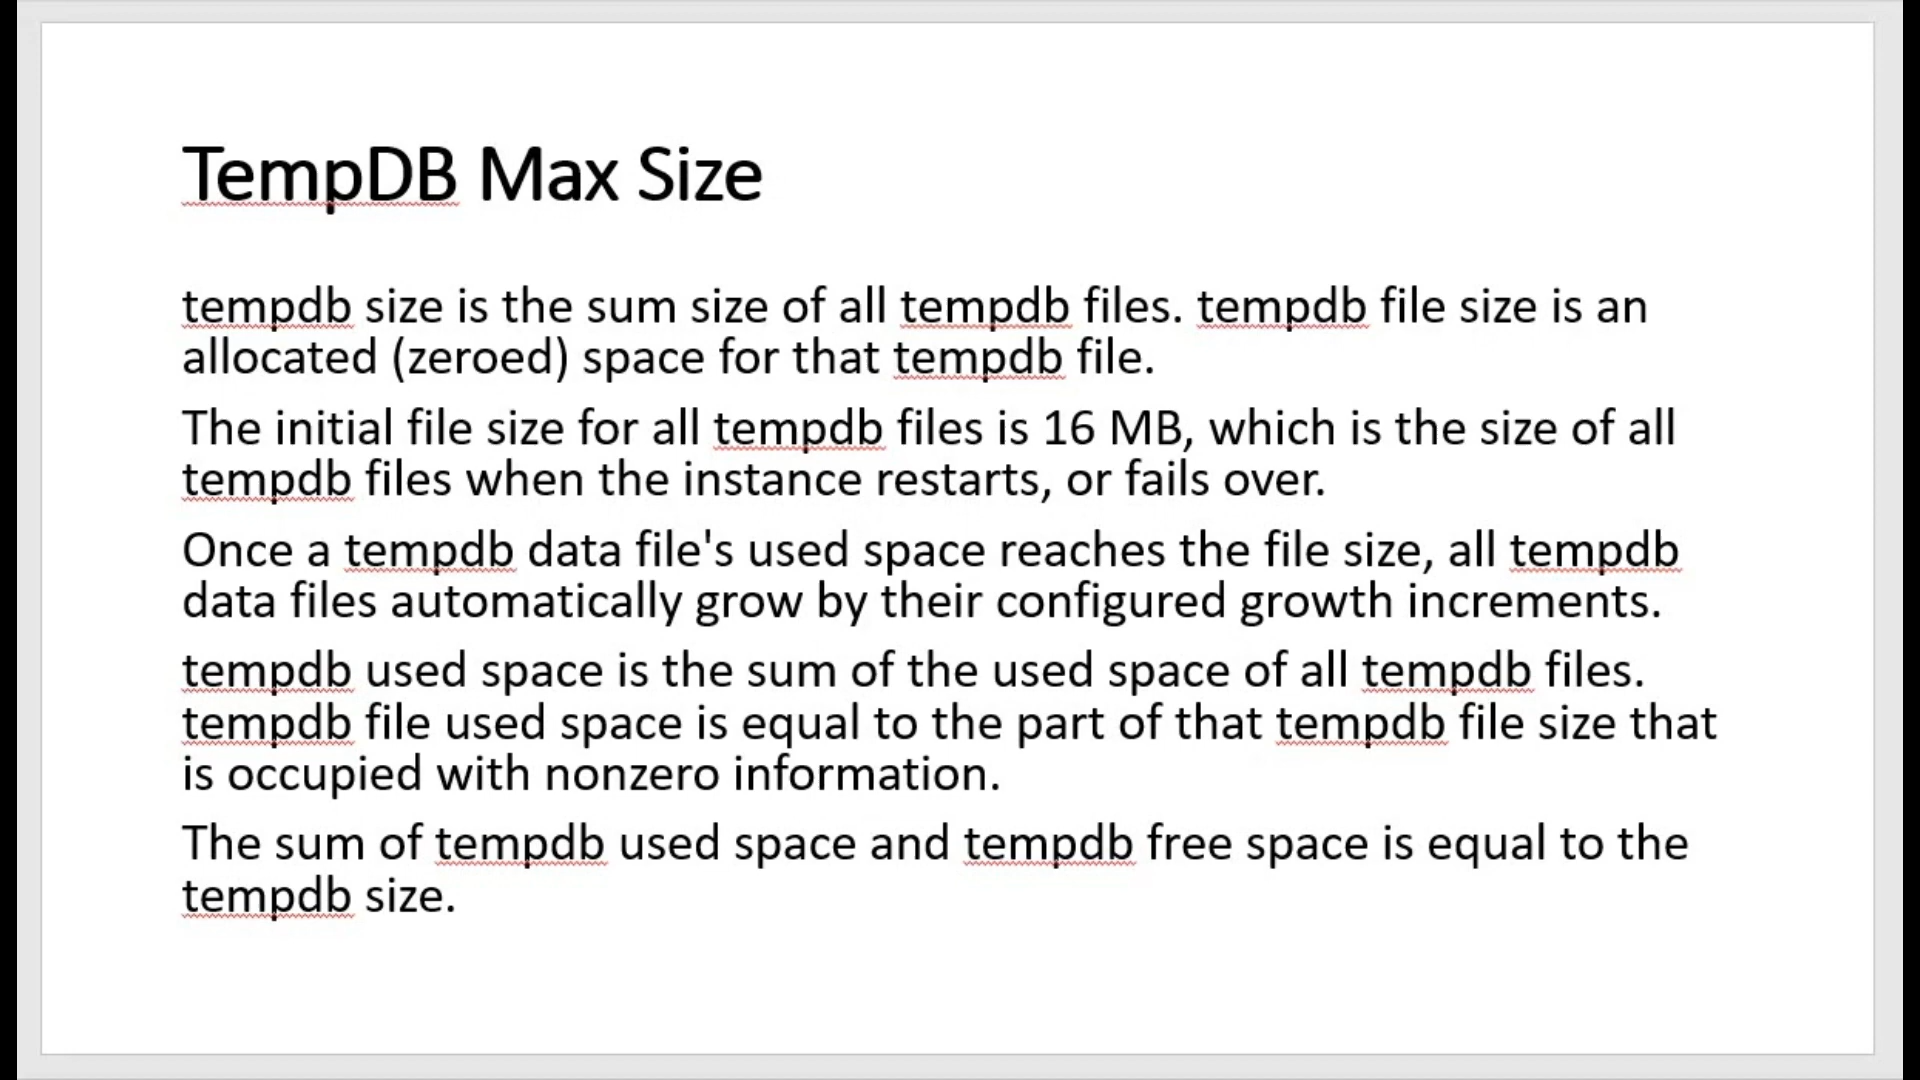 TempDB Max Size
tempdb size is the sum size of all tempdb files. tempdb file size is an
allocated (zeroed) space for that tempdb file.
The initial file size for all tempdb files is 16 MB, which is the size of all
tempdb files when the instance restarts, or fails over.
Once a tempdb data file's used space reaches the file size, all tempdb
data files automatically grow by their configured growth increments.
tempdb used space is the sum of the used space of all tempdb files.
tempdb file used space is equal to the part of that tempdb file size that
is occupied with nonzero information.
The sum of tempdb used space and tempdb free space is equal to the
tempdb size.